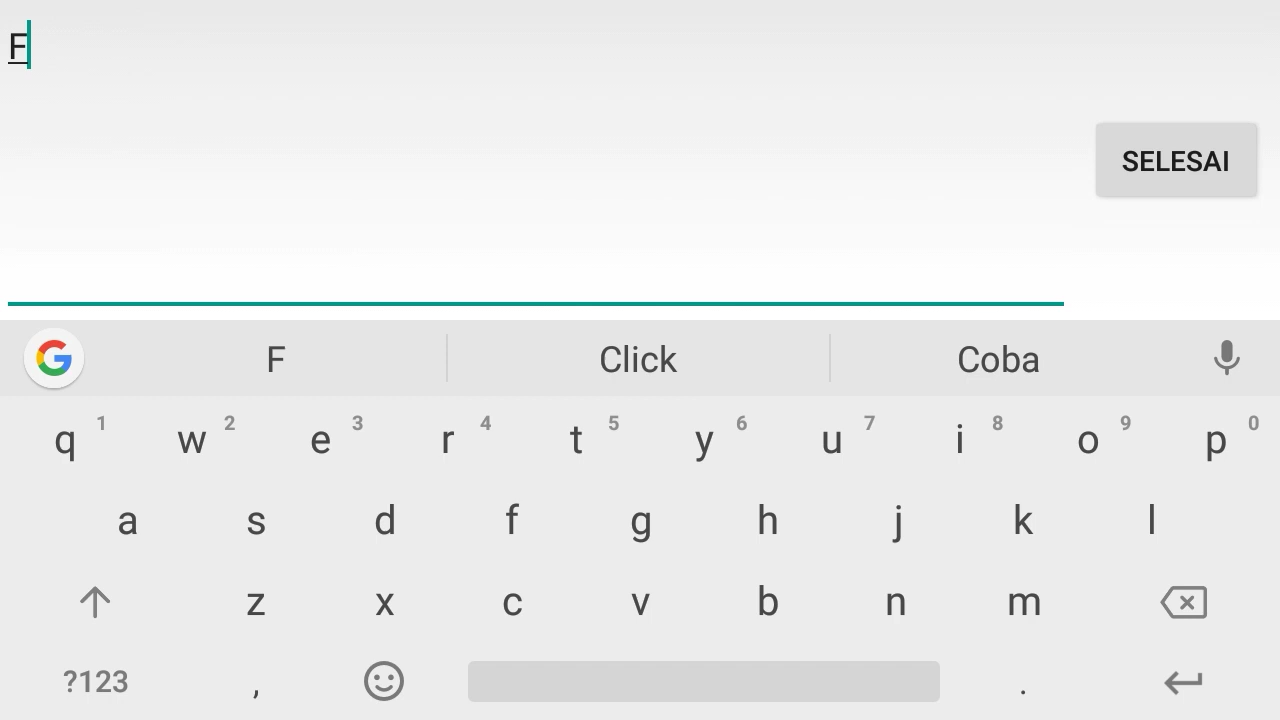 F
SELESAI
F Click Coba
q 1 w 2 e 3 r 4 t 5 y 6 u 7 i 8 o 9 p 0
a s d f g h j k l
z x c v b n m
?123 , .